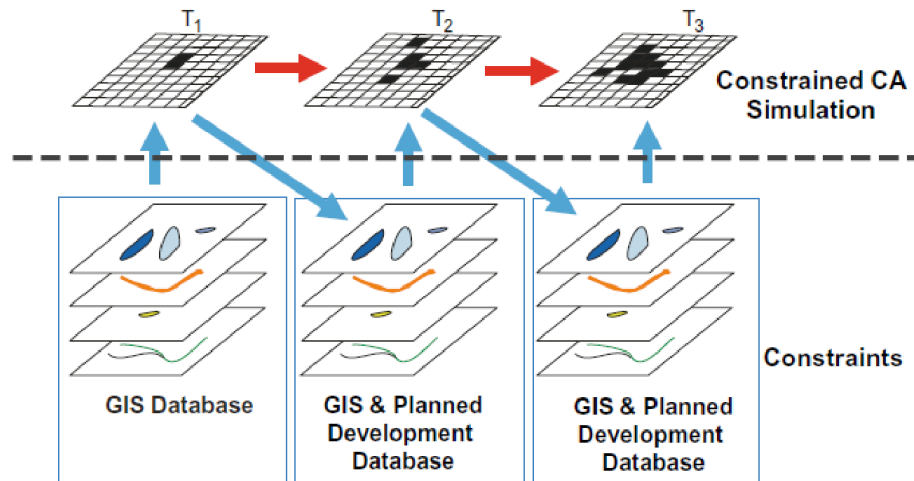 T1
T2
T3
Constrained CA
Simulation
Constraints
GIS Database
GIS & Planned
Development
Database
GIS & Planned
Development
Database